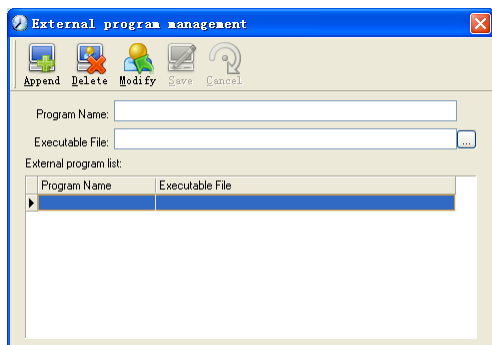 External program management
Append Delete Modify Save Cancel
Program Name:
Executable File:
...
External program list:
Program Name Executable File